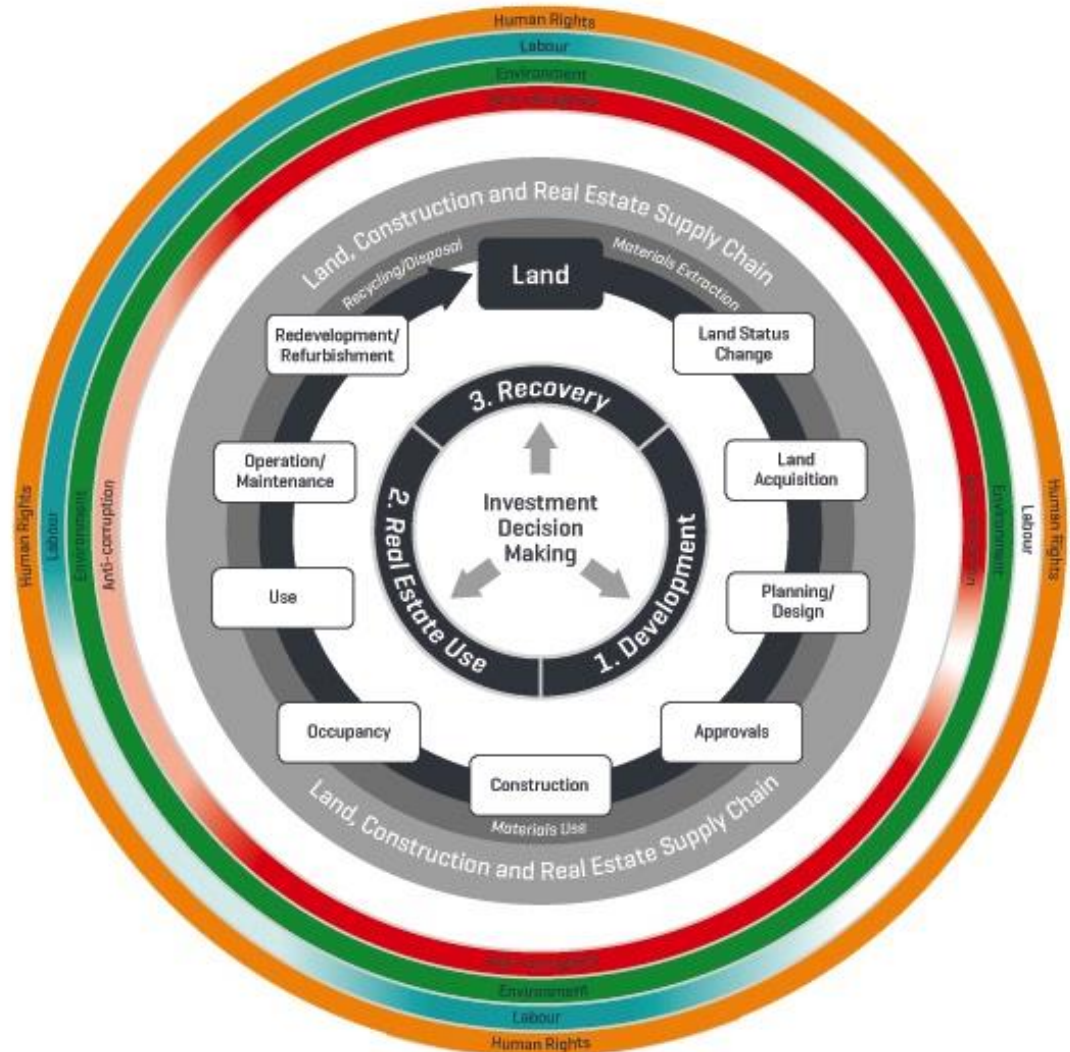 Human Rights
Labour
Environment
Land, Construction and Real Estate Supply Chain
Recycling/Disposal
Materials Extraction
Land
Redevelopment/
Refurbishment
Land Status
Change
3. Recovery
Operation/
Maintenance
Land
Acquisition
Investment
Decision
Making
2. Real Estate Use
1. Development
Human Rights
Labour
Environment
Anti-corruption
Environment
Labour
Human Rights
Use
Planning/
Design
Occupancy
Approvals
Construction
Materials Use
Land, Construction and Real Estate Supply Chain
Environment
Labour
Human Rights